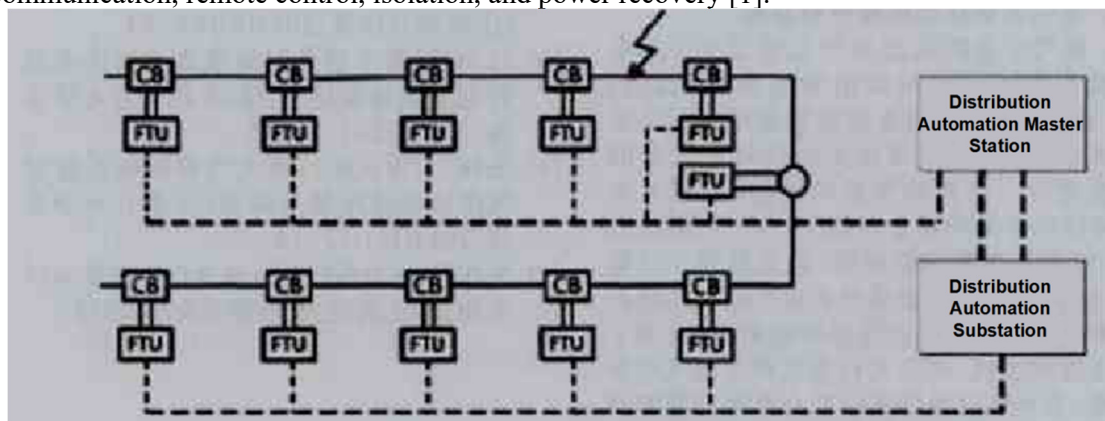 ommunication, remote control, isolation, and power recovery [1].
CB CB CB CB CB
FTU FTU FTU FTU FTU
FTU
Distribution
Automation Master
Station
CB CB CB CB CB
FTU FTU FTU FTU FTU
Distribution
Automation
Substation